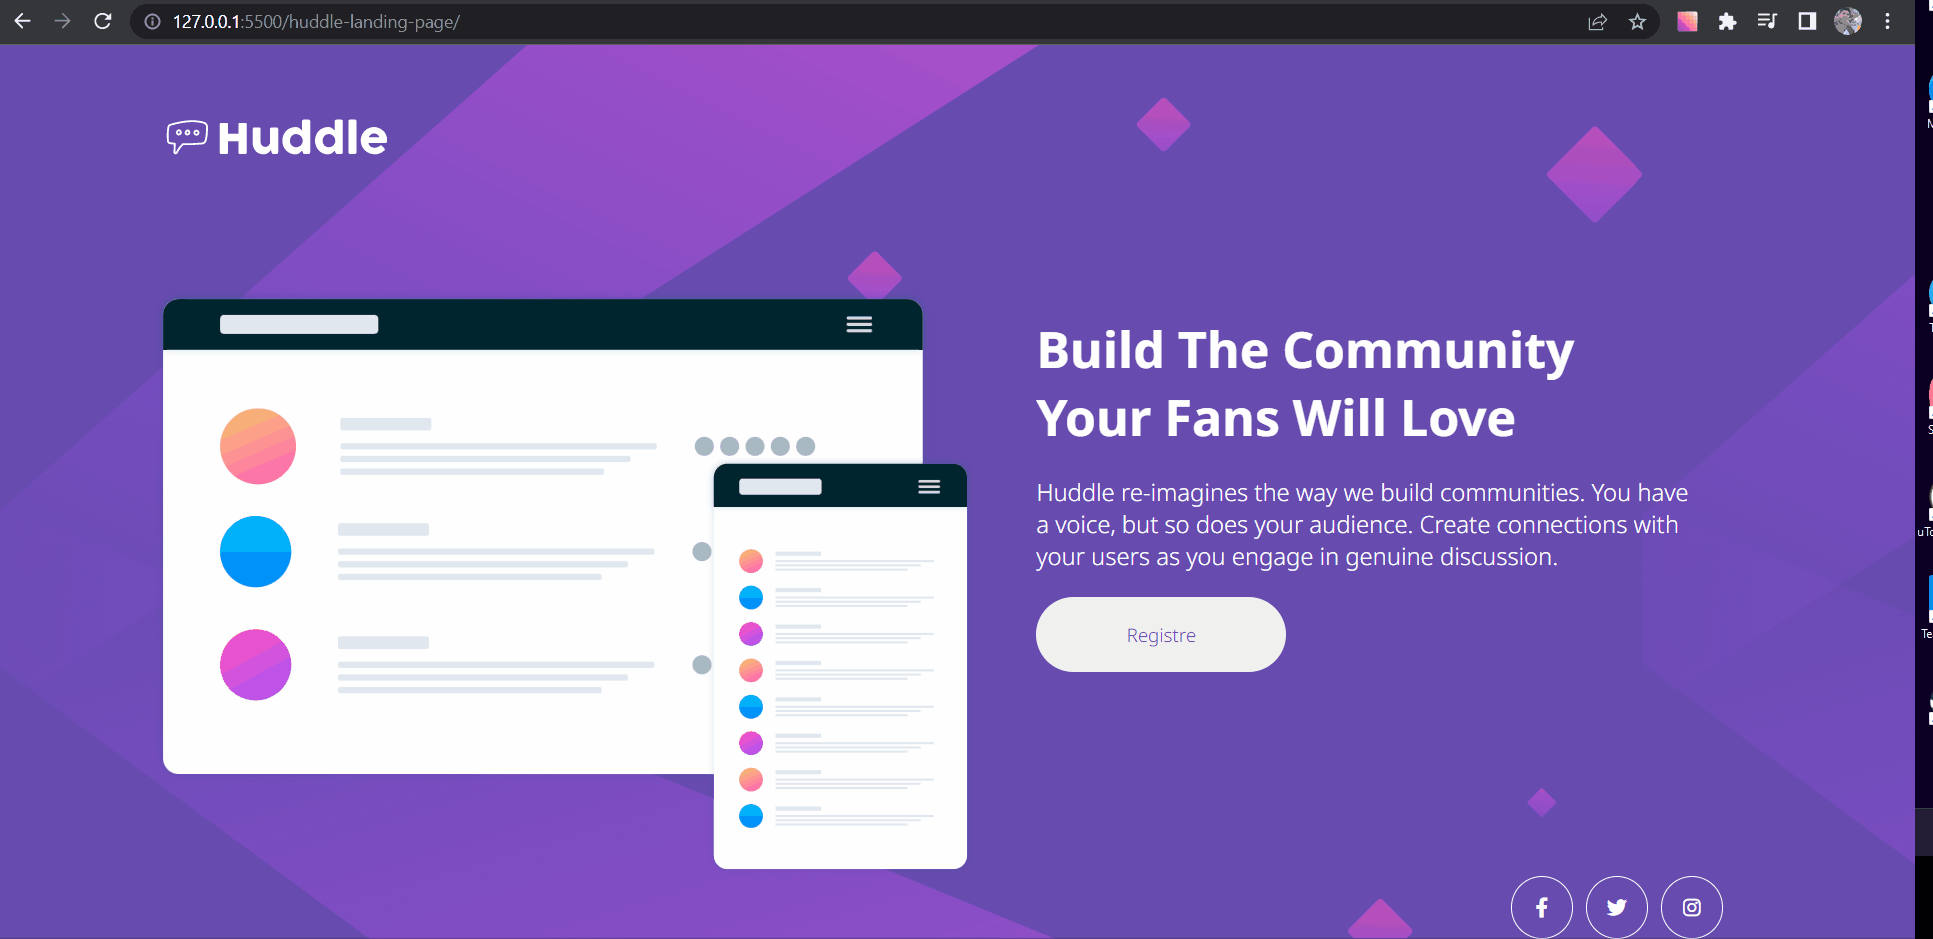 127.0.0.1:5500/huddle-landing-page/
Huddle
Build The Community
Your Fans Will Love
Huddle re-imagines the way we build communities. You have
a voice, but so does your audience. Create connections with
your users as you engage in genuine discussion.
Registre